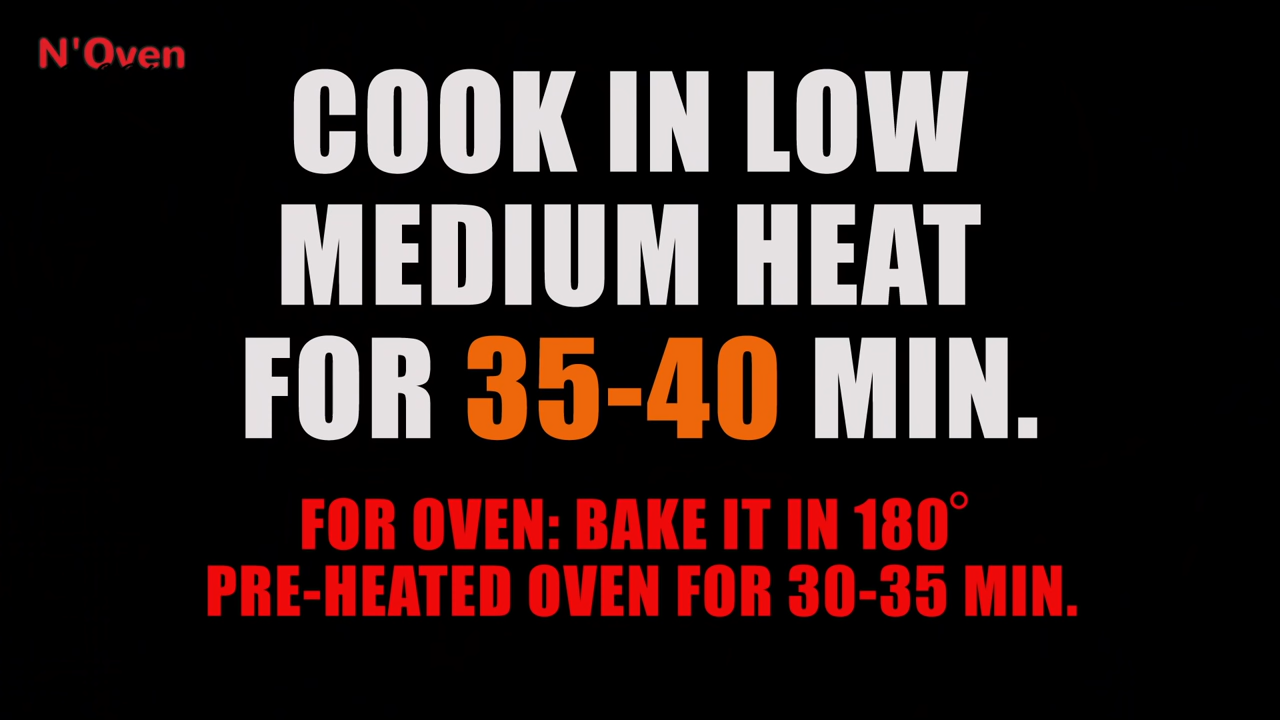 N'Oven
COOK IN LOW
MEDIUM HEAT
FOR 35-40 MIN.
FOR OVEN: BAKE IT IN 180°
PRE-HEATED OVEN FOR 30-35 MIN.